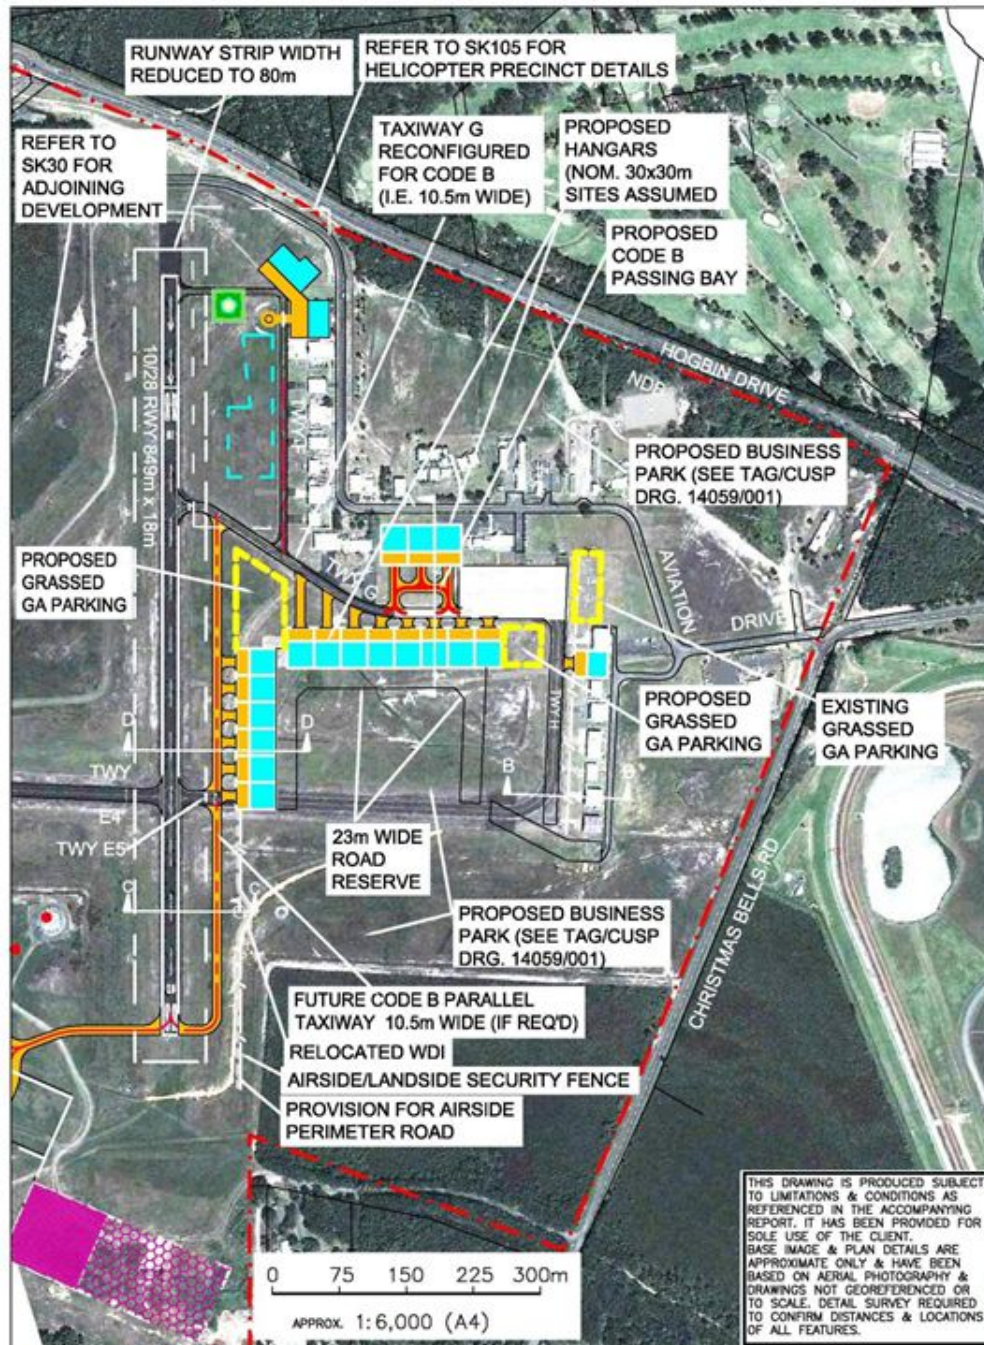 RUNWAY STRIP WIDTH
REDUCED TO 80m
REFER TO SK105 FOR
HELICOPTER PRECINCT DETAILS
REFER TO
SK30 FOR
ADJOINING
DEVELOPMENT
TAXIWAY G
RECONFIGURED
FOR CODE B
(I.E. 10.5m WIDE)
PROPOSED
HANGARS
(NOM. 30x30m
SITES ASSUMED
PROPOSED
CODE B
PASSING BAY
10/28 RWY 849m x 18m
HOGBIN DRIVE
NDB
TWY F
PROPOSED BUSINESS
PARK (SEE TAG/CUSP
DRG. 14059/001)
PROPOSED
GRASSED
GA PARKING
TWY G
AVIATION
DRIVE
TWY H
PROPOSED
GRASSED
GA PARKING
EXISTING
GRASSED
GA PARKING
A
D
D
B
B
TWY
E4
TWY E5
23m WIDE
ROAD
RESERVE
C
C
PROPOSED BUSINESS
PARK (SEE TAG/CUSP
DRG. 14059/001)
CHRISTMAS BELLS RD
FUTURE CODE B PARALLEL
TAXIWAY 10.5m WIDE (IF REQ'D)
RELOCATED WDI
AIRSIDE/LANDSIDE SECURITY FENCE
PROVISION FOR AIRSIDE
PERIMETER ROAD
0 75 150 225 300m
APPROX. 1:6,000 (A4)
THIS DRAWING IS PRODUCED SUBJECT
TO LIMITATIONS & CONDITIONS AS
REFERENCED IN THE ACCOMPANYING
REPORT. IT HAS BEEN PROVIDED FOR
SOLE USE OF THE CLIENT.
BASE IMAGE & PLAN DETAILS ARE
APPROXIMATE ONLY & HAVE BEEN
BASED ON AERIAL PHOTOGRAPHY &
DRAWINGS NOT GEOREFERENCED OR
TO SCALE. DETAIL SURVEY REQUIRED
TO CONFIRM DISTANCES & LOCATIONS
OF ALL FEATURES.